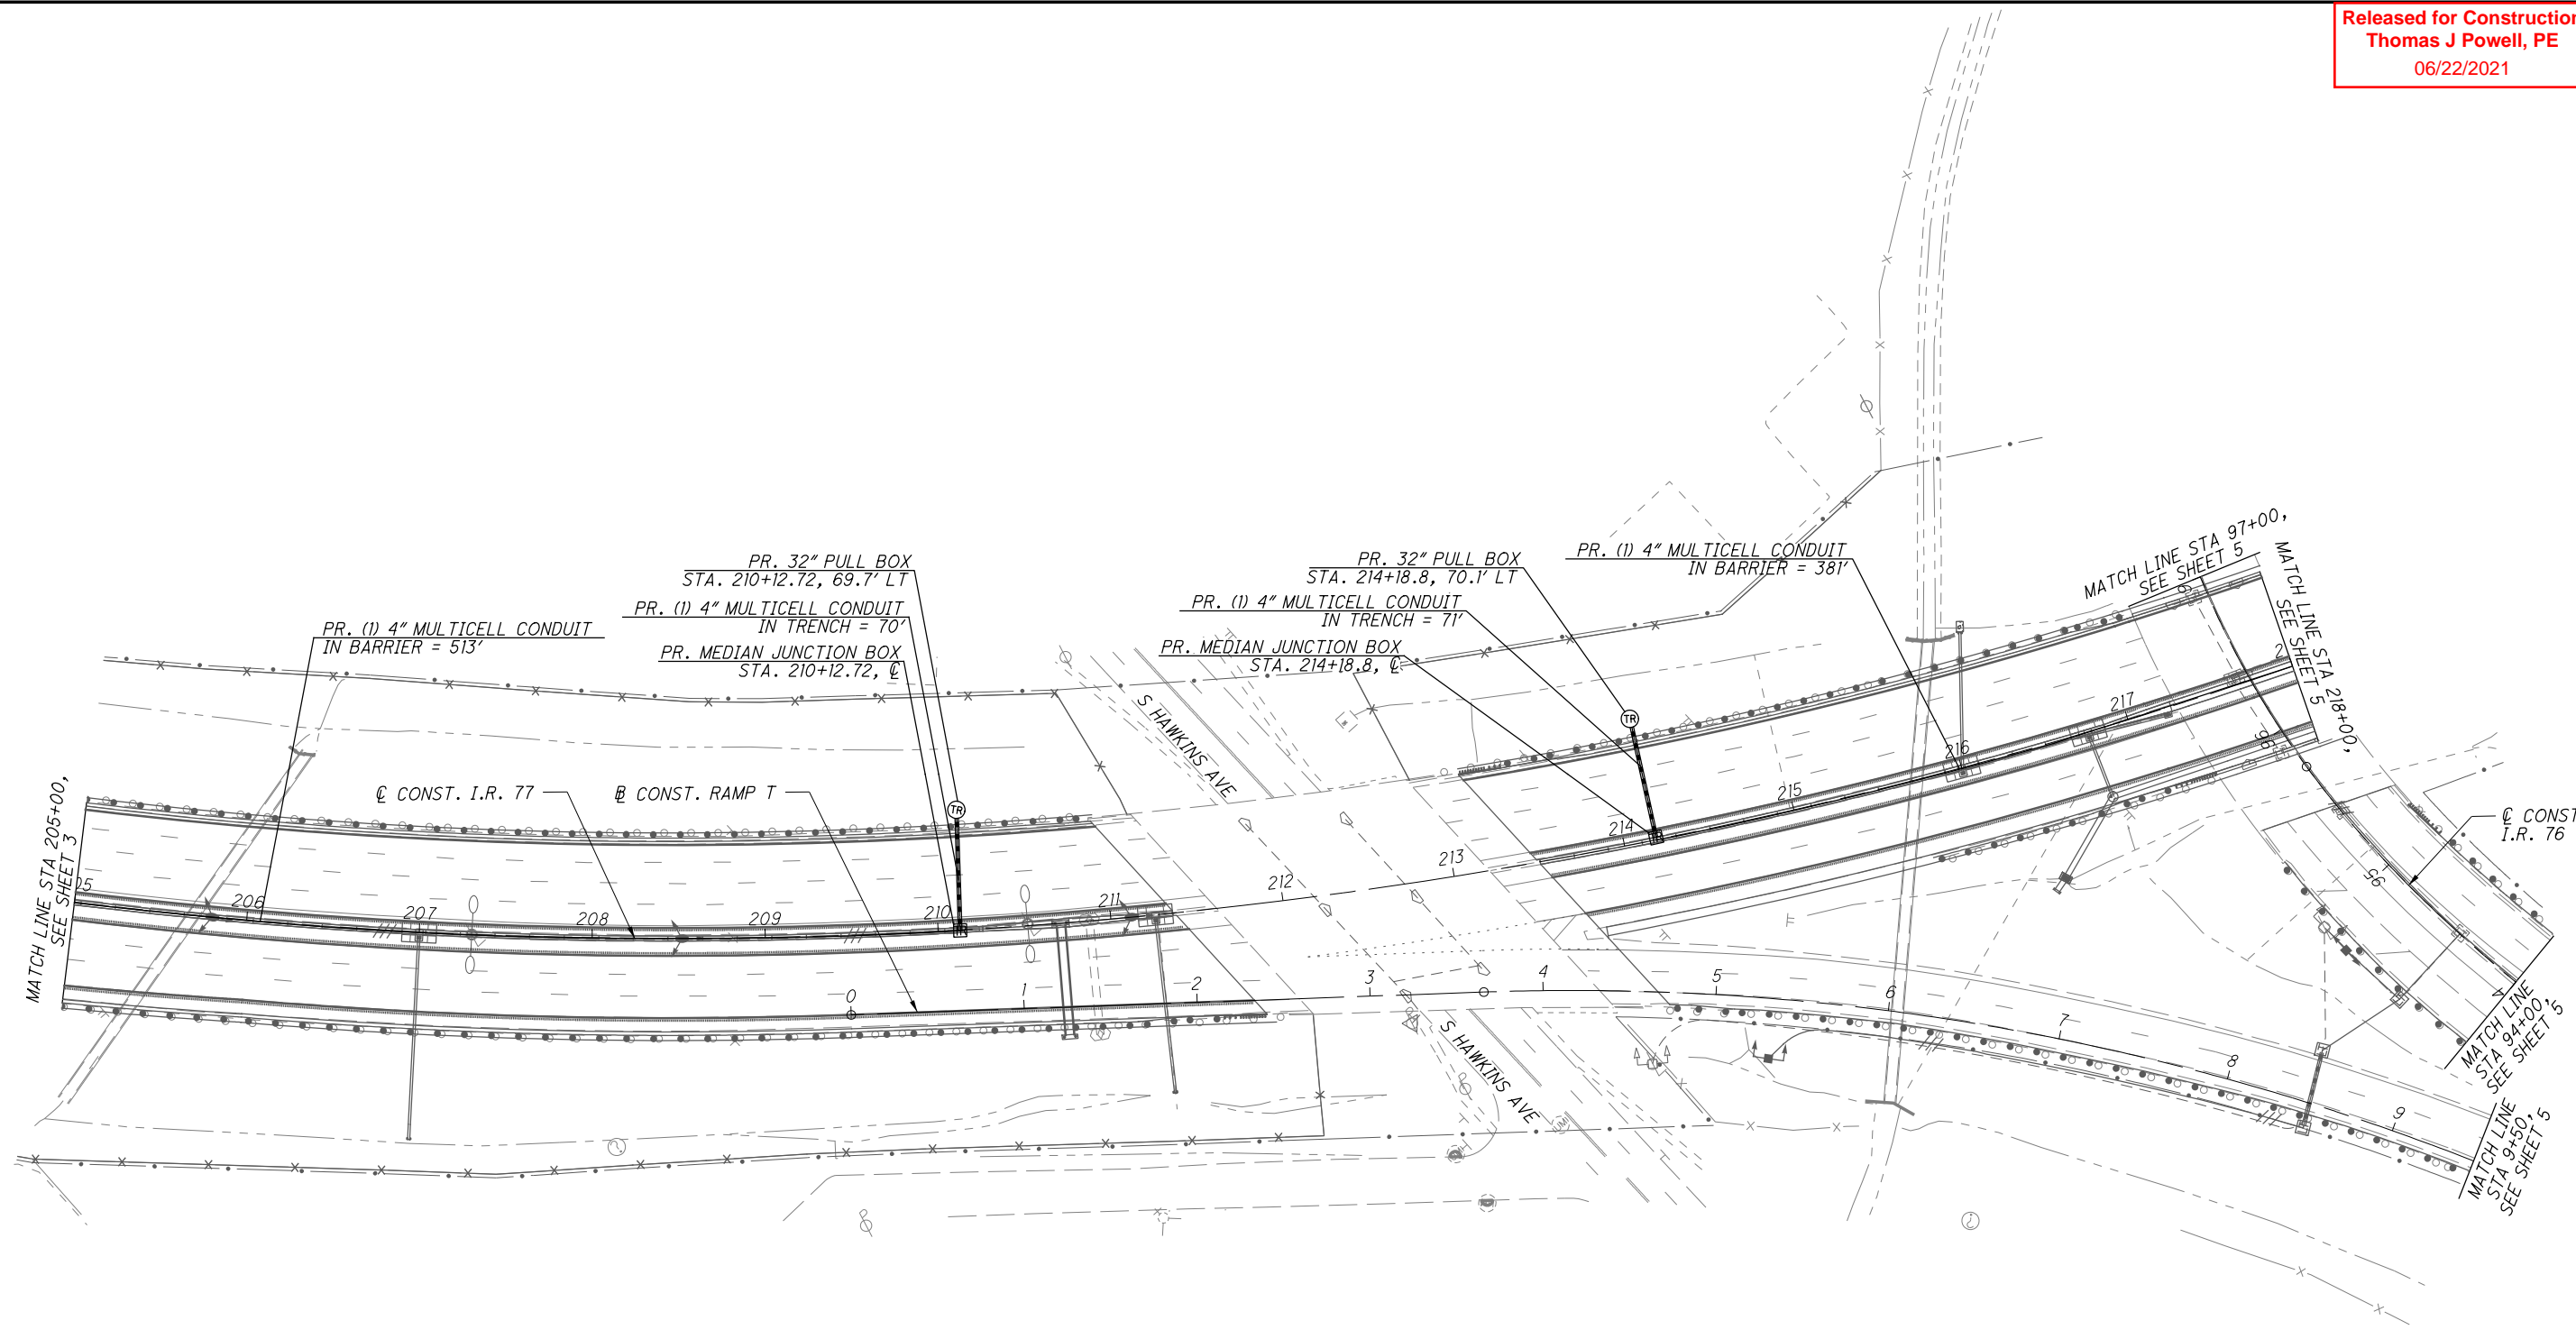 Released for Construction
Thomas J Powell, PE
06/22/2021
PR. 32" PULL BOX
STA. 210+12.72, 69.7' LT
PR. (1) 4" MULTICELL CONDUIT
IN TRENCH = 70'
PR. MEDIAN JUNCTION BOX
STA. 210+12.72, ℄
PR. (1) 4" MULTICELL CONDUIT
IN BARRIER = 513'
PR. 32" PULL BOX
STA. 214+18.8, 70.1' LT
PR. (1) 4" MULTICELL CONDUIT
IN TRENCH = 71'
PR. MEDIAN JUNCTION BOX
STA. 214+18.8, ℄
PR. (1) 4" MULTICELL CONDUIT
IN BARRIER = 381'
MATCH LINE STA 97+00,
SEE SHEET 5
MATCH LINE STA 218+00,
SEE SHEET 5
S HAWKINS AVE
TR
TR
℄ CONST. I.R. 77
CONST. RAMP T
MATCH LINE STA 205+00,
SEE SHEET 3
206
207
208
209
210
211
212
213
214
215
216
217
96
95
℄ CONST
I.R. 76
0
1
2
3
4
5
6
7
8
9
S HAWKINS AVE
MATCH LINE
STA 94+00,
SEE SHEET 5
MATCH LINE
STA 9+50,
SEE SHEET 5